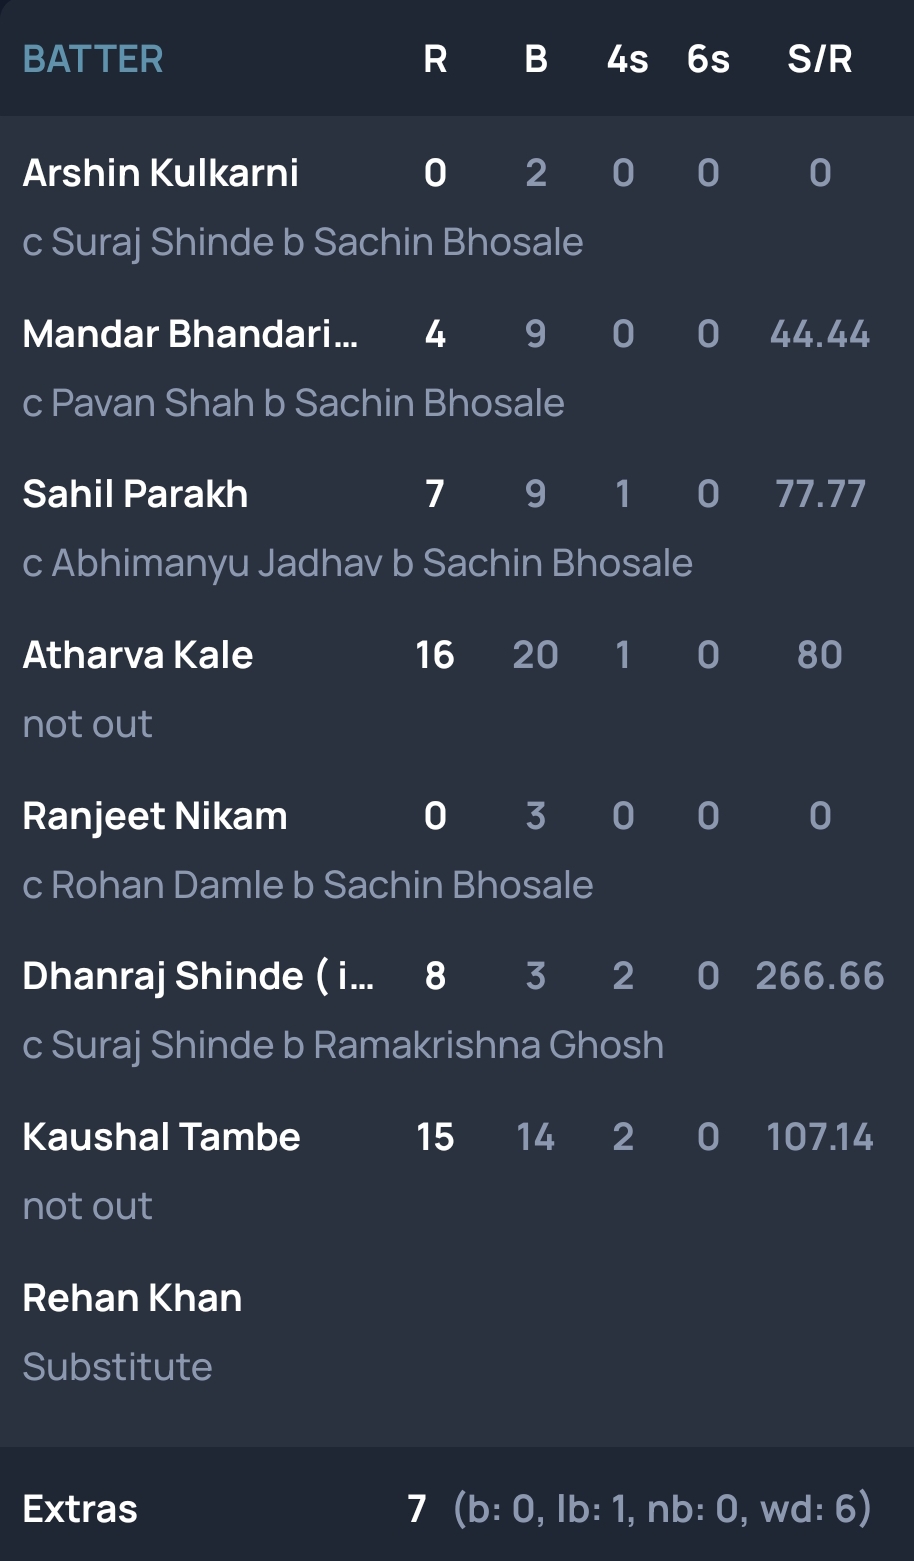 BATTER R B 4s 6s S/R
Arshin Kulkarni 0 2 0 0 0
c Suraj Shinde b Sachin Bhosale
Mandar Bhandari... 4 9 0 0 44.44
c Pavan Shah b Sachin Bhosale
Sahil Parakh 7 9 1 0 77.77
c Abhimanyu Jadhav b Sachin Bhosale
Atharva Kale 16 20 1 0 80
not out
Ranjeet Nikam 0 3 0 0 0
c Rohan Damle b Sachin Bhosale
Dhanraj Shinde ( i... 8 3 2 0 266.66
c Suraj Shinde b Ramakrishna Ghosh
Kaushal Tambe 15 14 2 0 107.14
not out
Rehan Khan
Substitute
Extras 7 (b: 0, lb: 1, nb: 0, wd: 6)